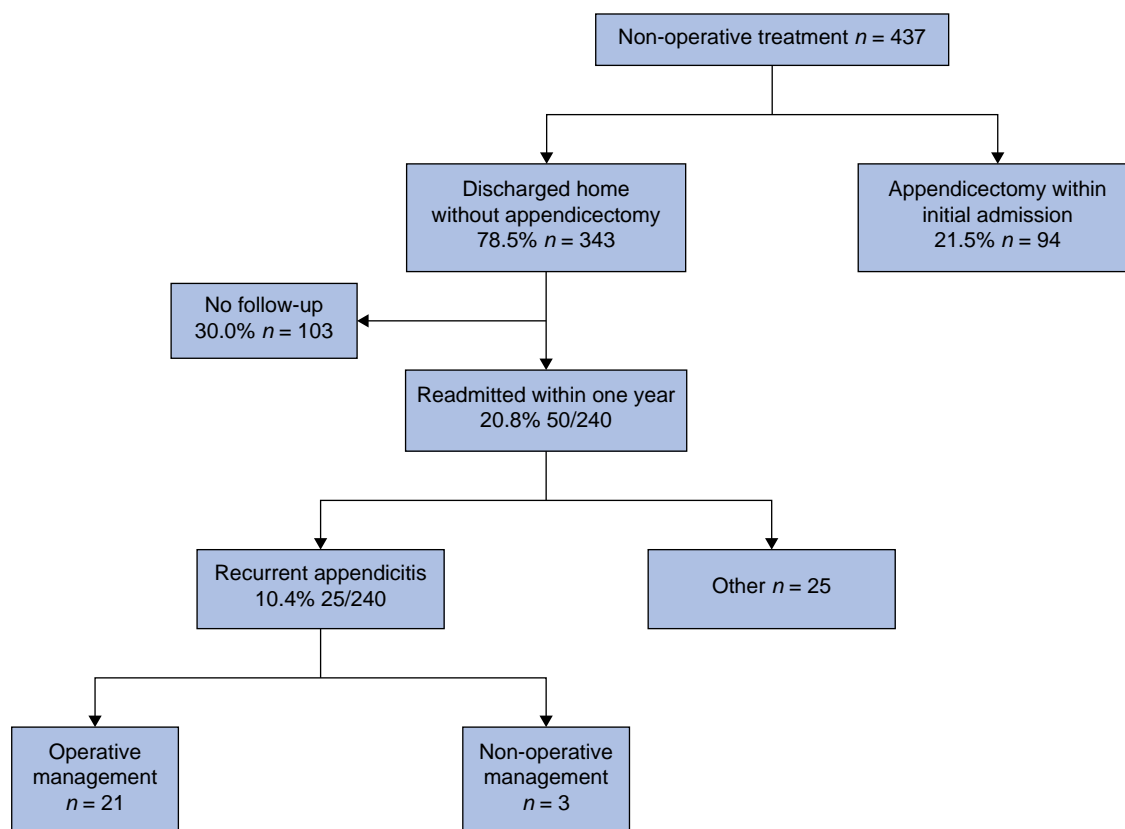 Non-operative treatment n = 437
Discharged home
without appendicectomy
78.5% n = 343
Appendicectomy within
initial admission
21.5% n = 94
No follow-up
30.0% n = 103
Readmitted within one year
20.8% 50/240
Recurrent appendicitis
10.4% 25/240
Other n = 25
Operative
management
n = 21
Non-operative
management
n = 3